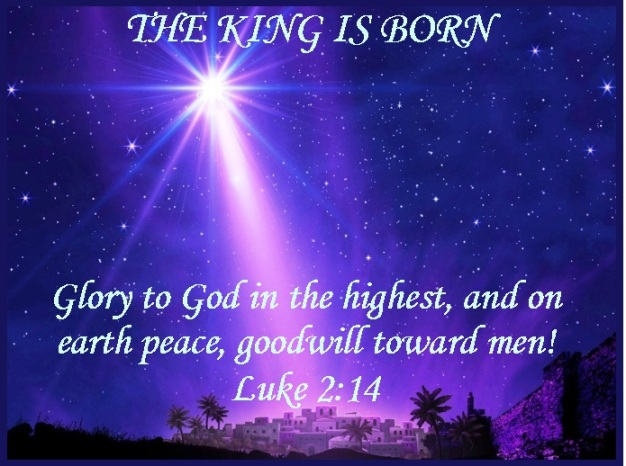 THE KING IS BORN
Glory to God in the highest, and on
earth peace, goodwill toward men!
Luke 2:14